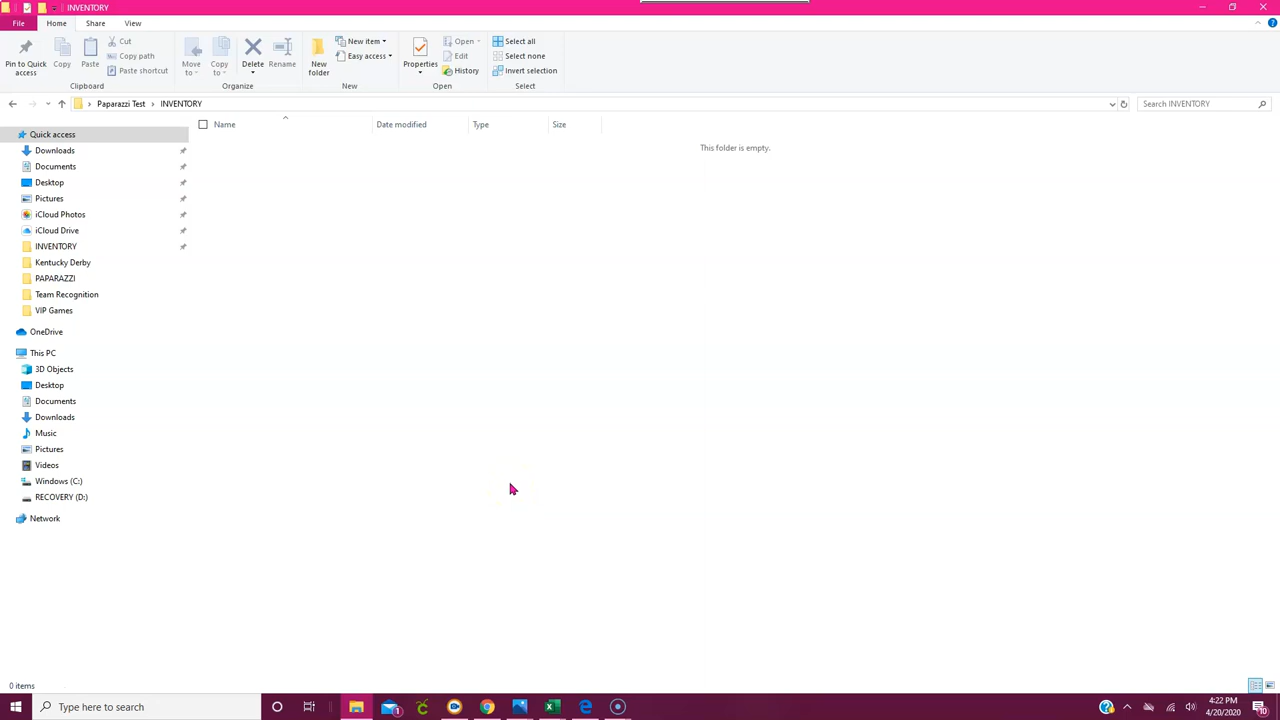 INVENTORY
File Home Share View
Pin to Quick access
Copy
Paste
Cut
Copy path
Paste shortcut
Clipboard
Move to
Copy to
Delete
Rename
Organize
New folder
New item
Easy access
New
Properties
Open
Edit
History
Open
Select all
Select none
Invert selection
Select
Paparazzi Test > INVENTORY
Search INVENTORY
Name Date modified Type Size
This folder is empty.
Quick access
Downloads
Documents
Desktop
Pictures
iCloud Photos
iCloud Drive
INVENTORY
Kentucky Derby
PAPARAZZI
Team Recognition
VIP Games
OneDrive
This PC
3D Objects
Desktop
Documents
Downloads
Music
Pictures
Videos
Windows (C:)
RECOVERY (D:)
Network
0 items
Type here to search
1
4:22 PM
4/20/2020
10